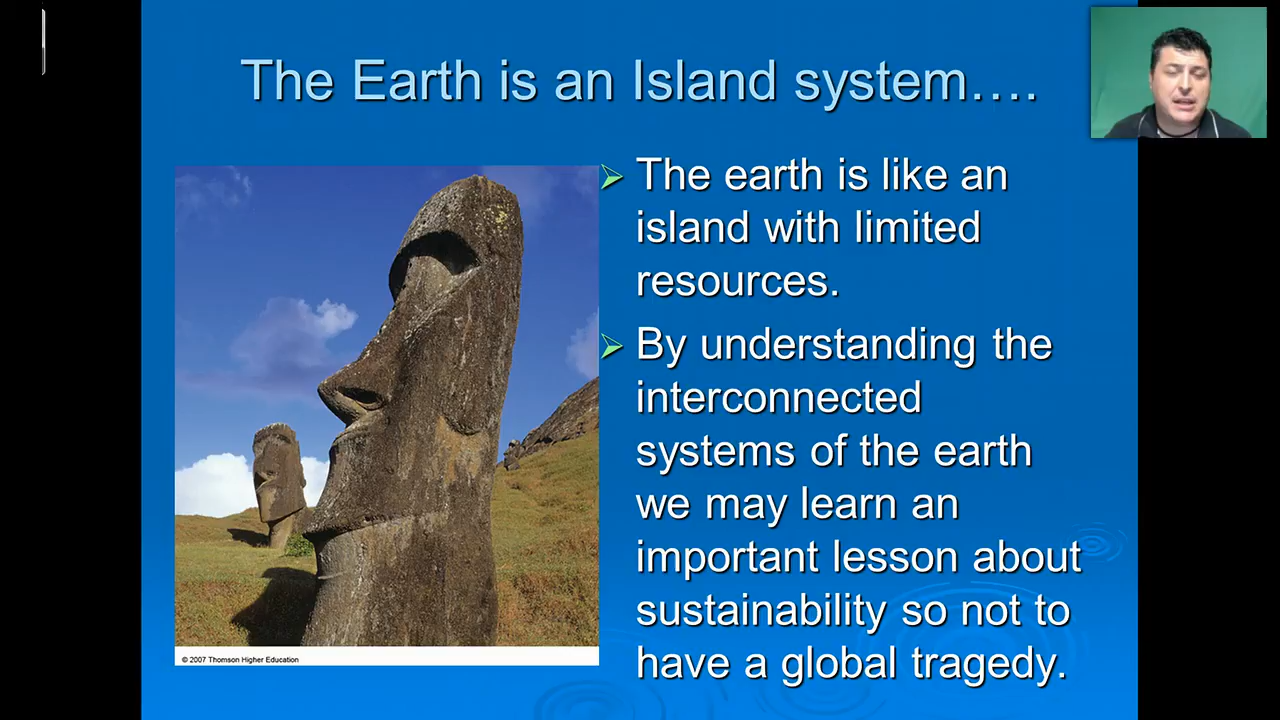 The Earth is an Island system….
The earth is like an
island with limited
resources.
By understanding the
interconnected
systems of the earth
we may learn an
important lesson about
sustainability so not to
have a global tragedy.
© 2007 Thomson Higher Education